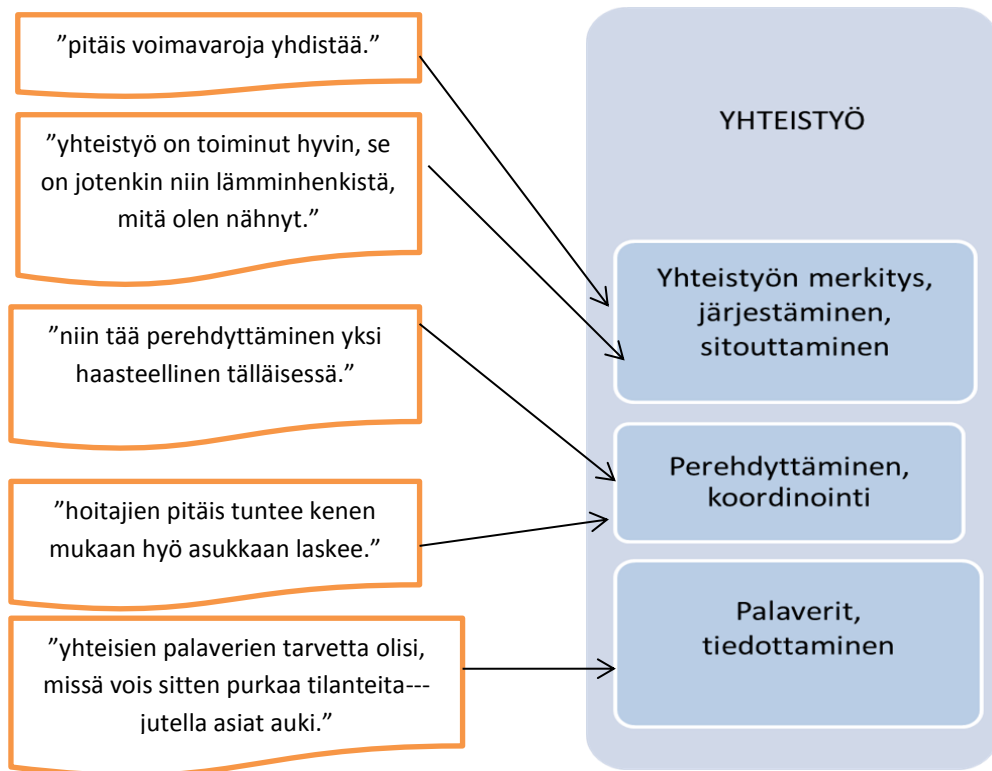 ”pitäis voimavaroja yhdistää.”
”yhteistyö on toiminut hyvin, se
on jotenkin niin lämminhenkistä,
mitä olen nähnyt.”
”niin tää perehdyttäminen yksi
haasteellinen tälläisessä.”
”hoitajien pitäis tuntee kenen
mukaan hyö asukkaan laskee.”
”yhteisien palaverien tarvetta olisi,
missä vois sitten purkaa tilanteita---
jutella asiat auki.”
YHTEISTYÖ
Yhteistyön merkitys,
järjestäminen,
sitouttaminen
Perehdyttäminen,
koordinointi
Palaverit,
tiedottaminen